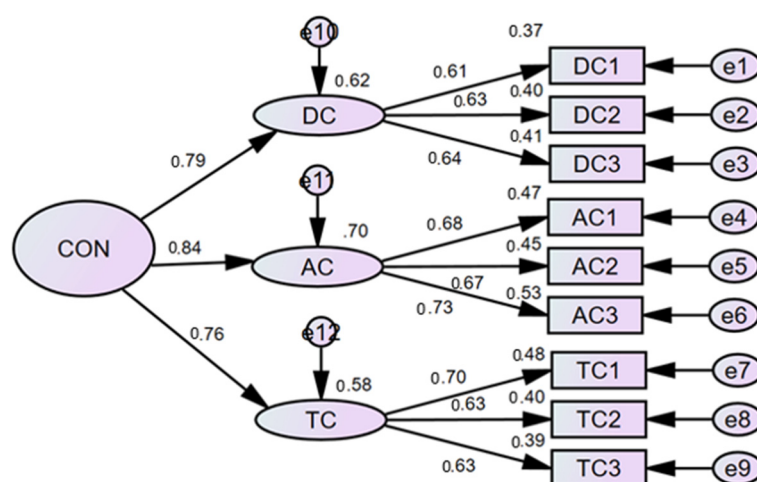 e10
0.37
0.62
0.61
DC1
e1
0.79
DC
0.63
0.40
DC2
e2
0.41
0.64
DC3
e3
e11
0.47
CON
0.84
.70
0.68
AC1
e4
AC
0.45
AC2
e5
0.67
0.73
0.53
AC3
e6
0.76
e12
0.48
0.58
0.70
TC1
e7
TC
0.63
0.40
TC2
e8
0.39
0.63
TC3
e9